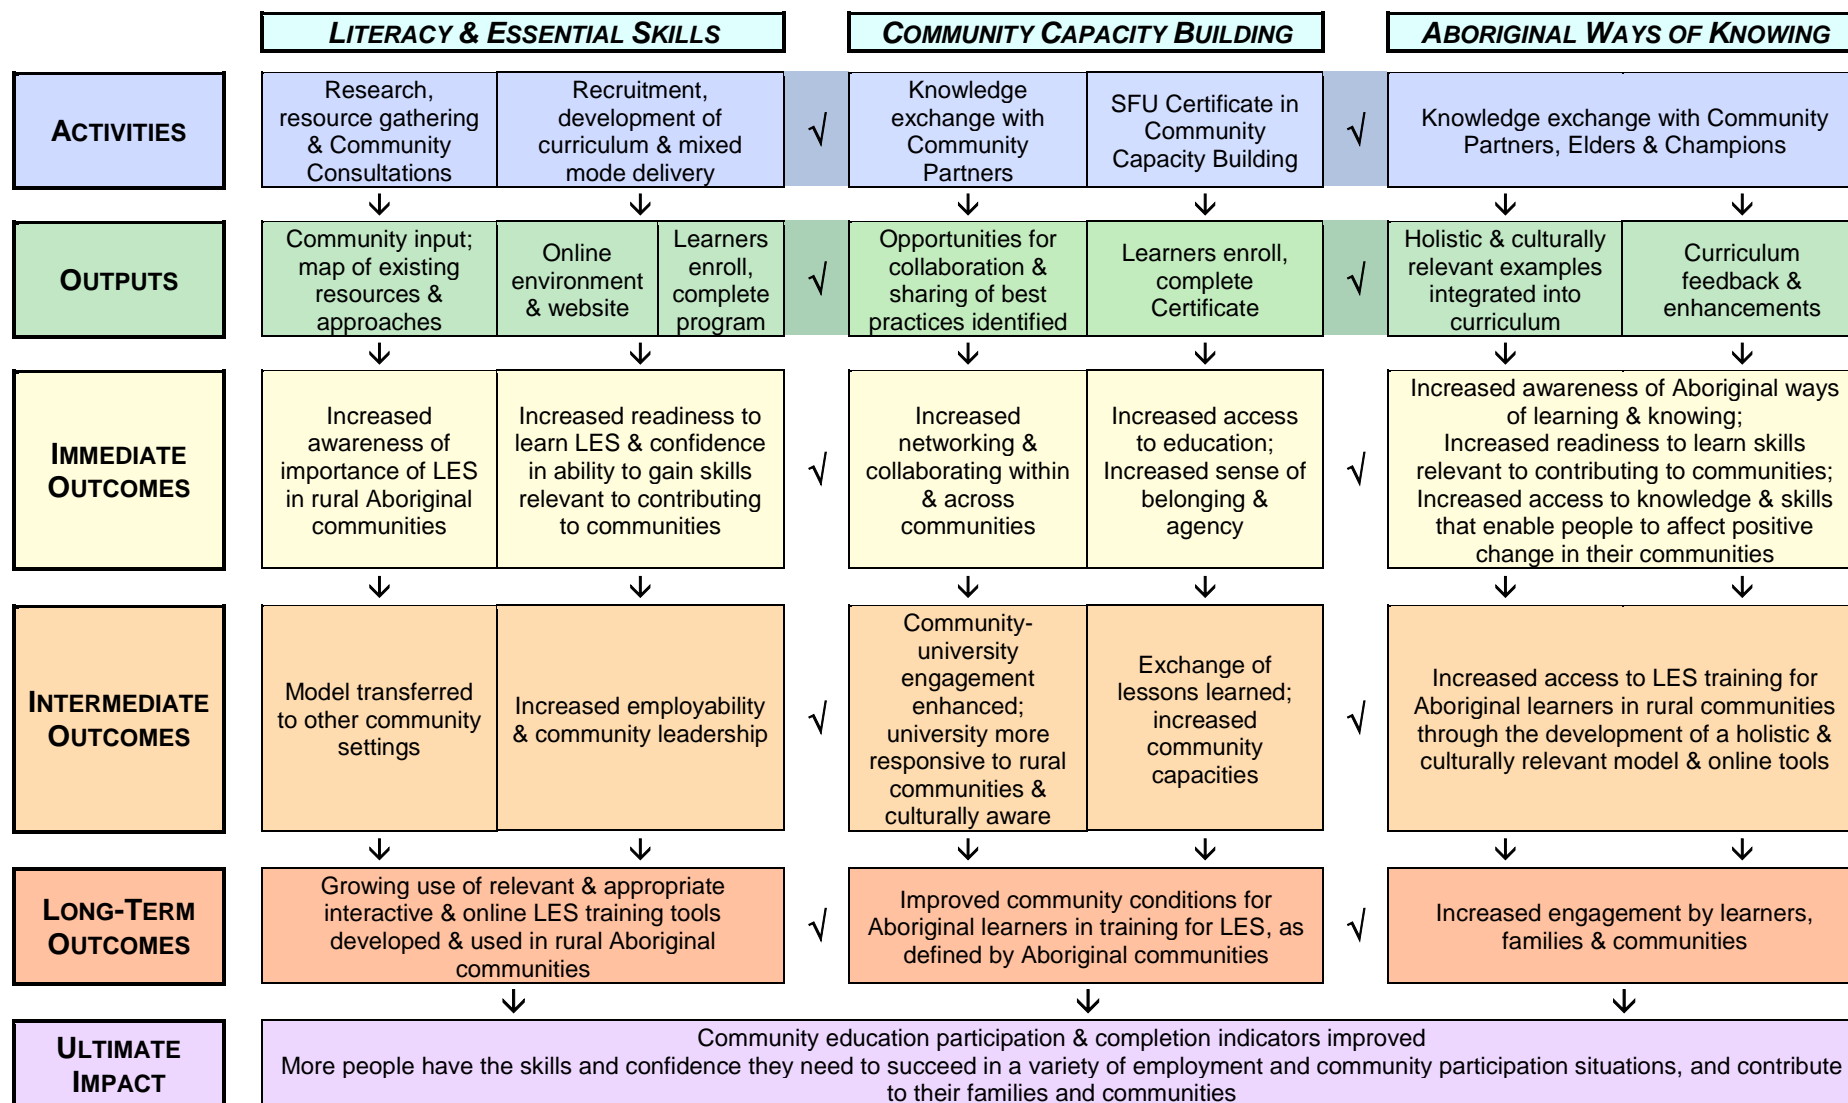 LITERACY & ESSENTIAL SKILLS
COMMUNITY CAPACITY BUILDING
ABORIGINAL WAYS OF KNOWING
ACTIVITIES
Research,
resource gathering
& Community
Consultations
Recruitment,
development of
curriculum & mixed
mode delivery
√
Knowledge
exchange with
Community
Partners
SFU Certificate in
Community
Capacity Building
√
Knowledge exchange with Community
Partners, Elders & Champions
↓ ↓ ↓ ↓ ↓ ↓
OUTPUTS
Community input;
map of existing
resources &
approaches
Online
environment
& website
Learners
enroll,
complete
program
√
Opportunities for
collaboration &
sharing of best
practices identified
Learners enroll,
complete
Certificate
√
Holistic & culturally
relevant examples
integrated into
curriculum
Curriculum
feedback &
enhancements
↓ ↓ ↓ ↓ ↓ ↓
IMMEDIATE
OUTCOMES
Increased
awareness of
importance of LES
in rural Aboriginal
communities
Increased readiness to
learn LES & confidence
in ability to gain skills
relevant to contributing
to communities
√
Increased
networking &
collaborating within
& across
communities
Increased access
to education;
Increased sense of
belonging &
agency
√
Increased awareness of Aboriginal ways
of learning & knowing;
Increased readiness to learn skills
relevant to contributing to communities;
Increased access to knowledge & skills
that enable people to affect positive
change in their communities
↓ ↓ ↓ ↓ ↓ ↓
INTERMEDIATE
OUTCOMES
Model transferred
to other community
settings
Increased employability
& community leadership
√
Community-
university
engagement
enhanced;
university more
responsive to rural
communities &
culturally aware
Exchange of
lessons learned;
increased
community
capacities
√
Increased access to LES training for
Aboriginal learners in rural communities
through the development of a holistic &
culturally relevant model & online tools
↓ ↓ ↓ ↓ ↓ ↓
LONG-TERM
OUTCOMES
Growing use of relevant & appropriate
interactive & online LES training tools
developed & used in rural Aboriginal
communities
√
Improved community conditions for
Aboriginal learners in training for LES, as
defined by Aboriginal communities
√
Increased engagement by learners,
families & communities
↓ ↓ ↓
ULTIMATE
IMPACT
Community education participation & completion indicators improved
More people have the skills and confidence they need to succeed in a variety of employment and community participation situations, and contribute
to their families and communities